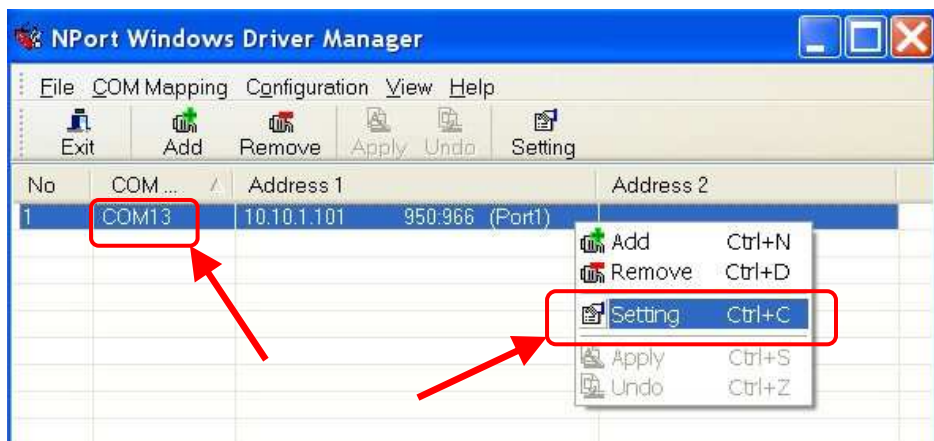 NPort Windows Driver Manager
File COM Mapping Configuration View Help
Exit Add Remove Apply Undo Setting
No COM ... Address 1 Address 2
1 COM13 10.10.1.101 950:966 (Port1)
Add Ctrl+N
Remove Ctrl+D
Setting Ctrl+C
Apply Ctrl+S
Undo Ctrl+Z